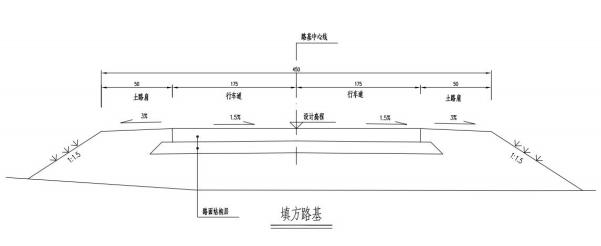 路基中心线
450
50 175 175 50
土路肩 行车道 行车道 土路肩
3% 1.5% 设计高程 1.5% 3%
1:1.5 1:1.5
路面结构层
填方路基